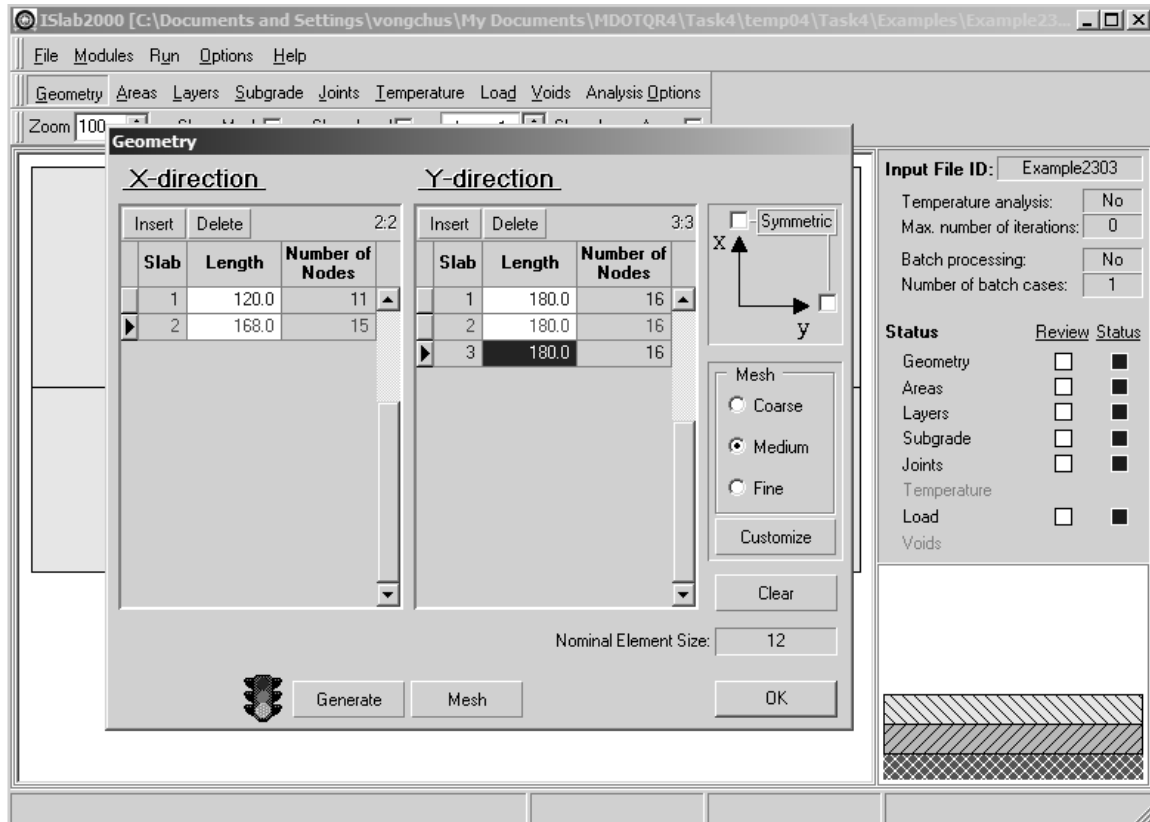 ISlab2000 [C:\Documents and Settings\vongchus\My Documents\MDOTQR4\Task4\temp04\Task4\Examples\Example23...
File Modules Run Options Help
Geometry Areas Layers Subgrade Joints Temperature Load Voids Analysis Options
Zoom 100
Geometry
X-direction
Y-direction
Insert Delete 2:2
Slab Length Number of Nodes
1 120.0 11
2 168.0 15
Insert Delete 3:3
Slab Length Number of Nodes
1 180.0 16
2 180.0 16
3 180.0 16
Symmetric
x
y
Mesh
Coarse
Medium
Fine
Customize
Clear
Nominal Element Size: 12
Generate Mesh OK
Input File ID: Example2303
Temperature analysis: No
Max. number of iterations: 0
Batch processing: No
Number of batch cases: 1
Status Review Status
Geometry
Areas
Layers
Subgrade
Joints
Temperature
Load
Voids